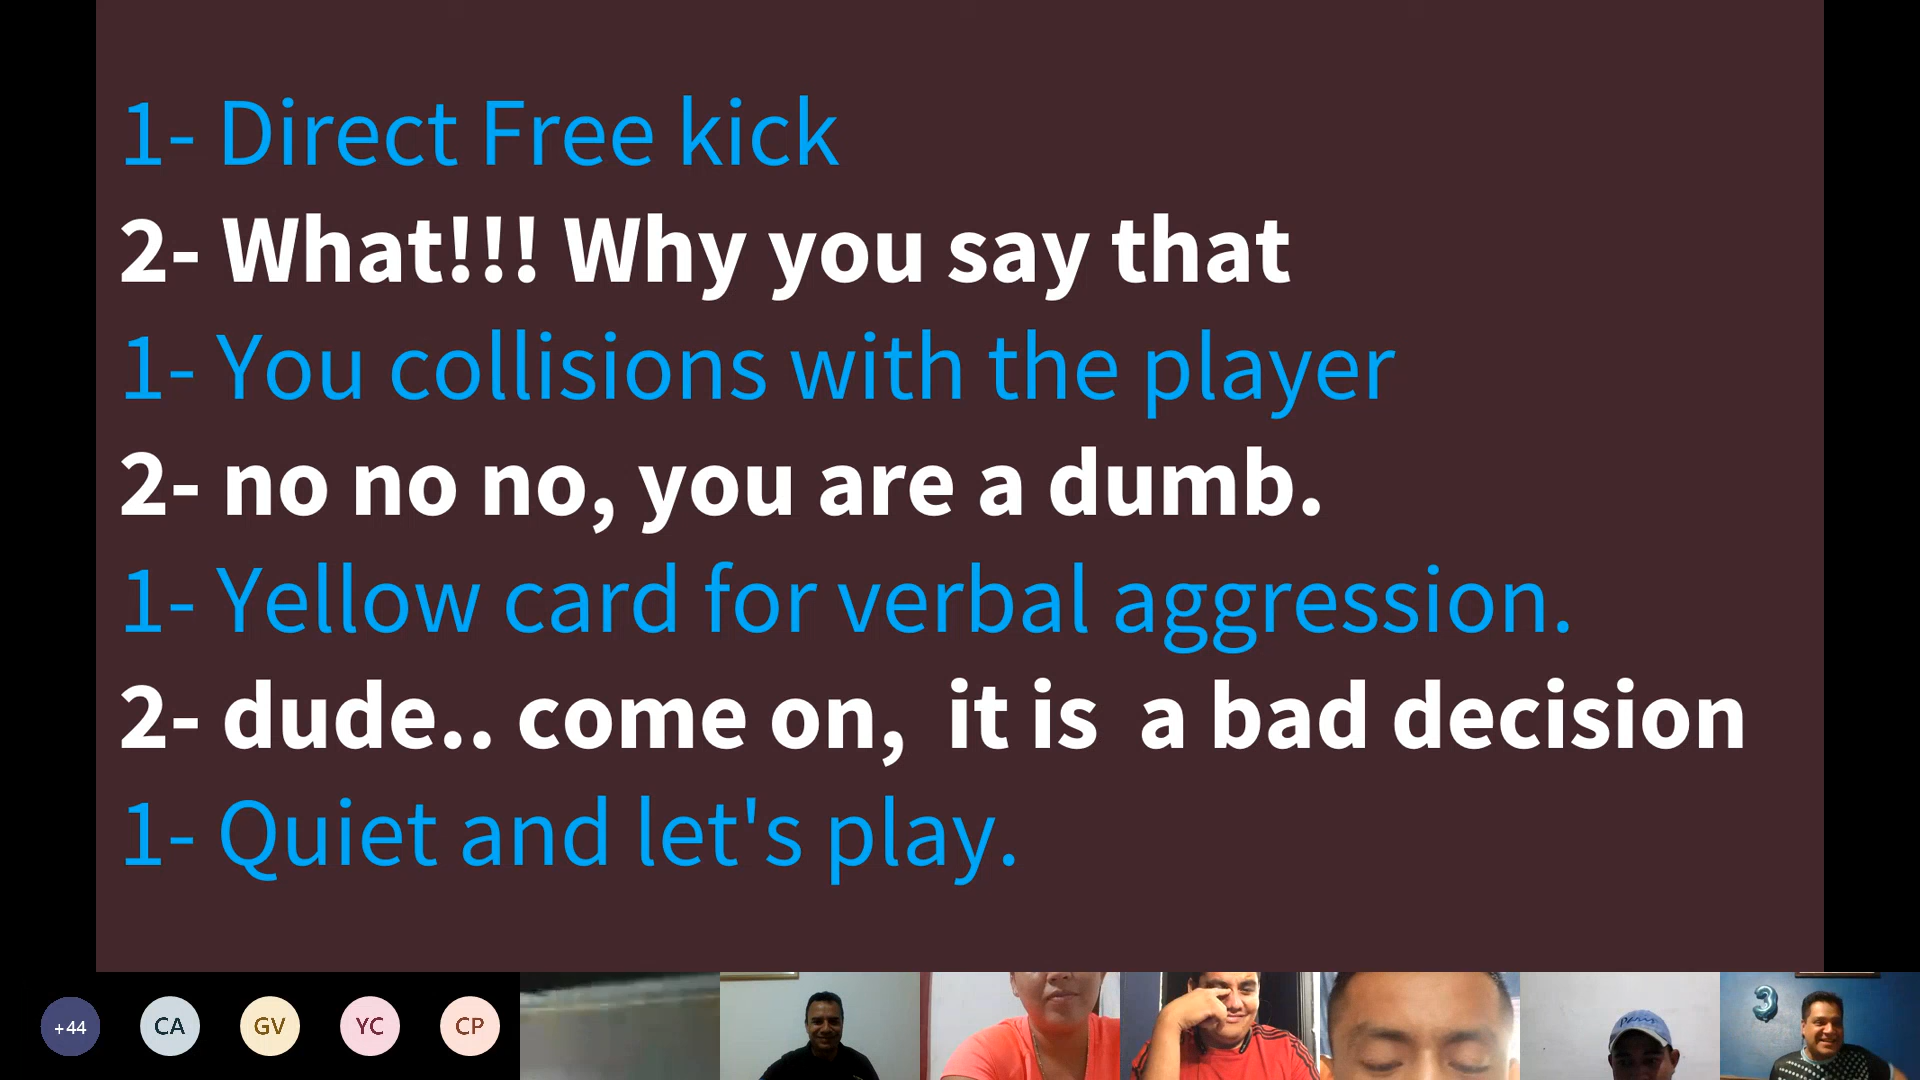 1- Direct Free kick
2- What!!! Why you say that
1- You collisions with the player
2- no no no, you are a dumb.
1- Yellow card for verbal aggression.
2- dude.. come on,  it is  a bad decision
1- Quiet and let's play.
+44 CA GV YC CP
3